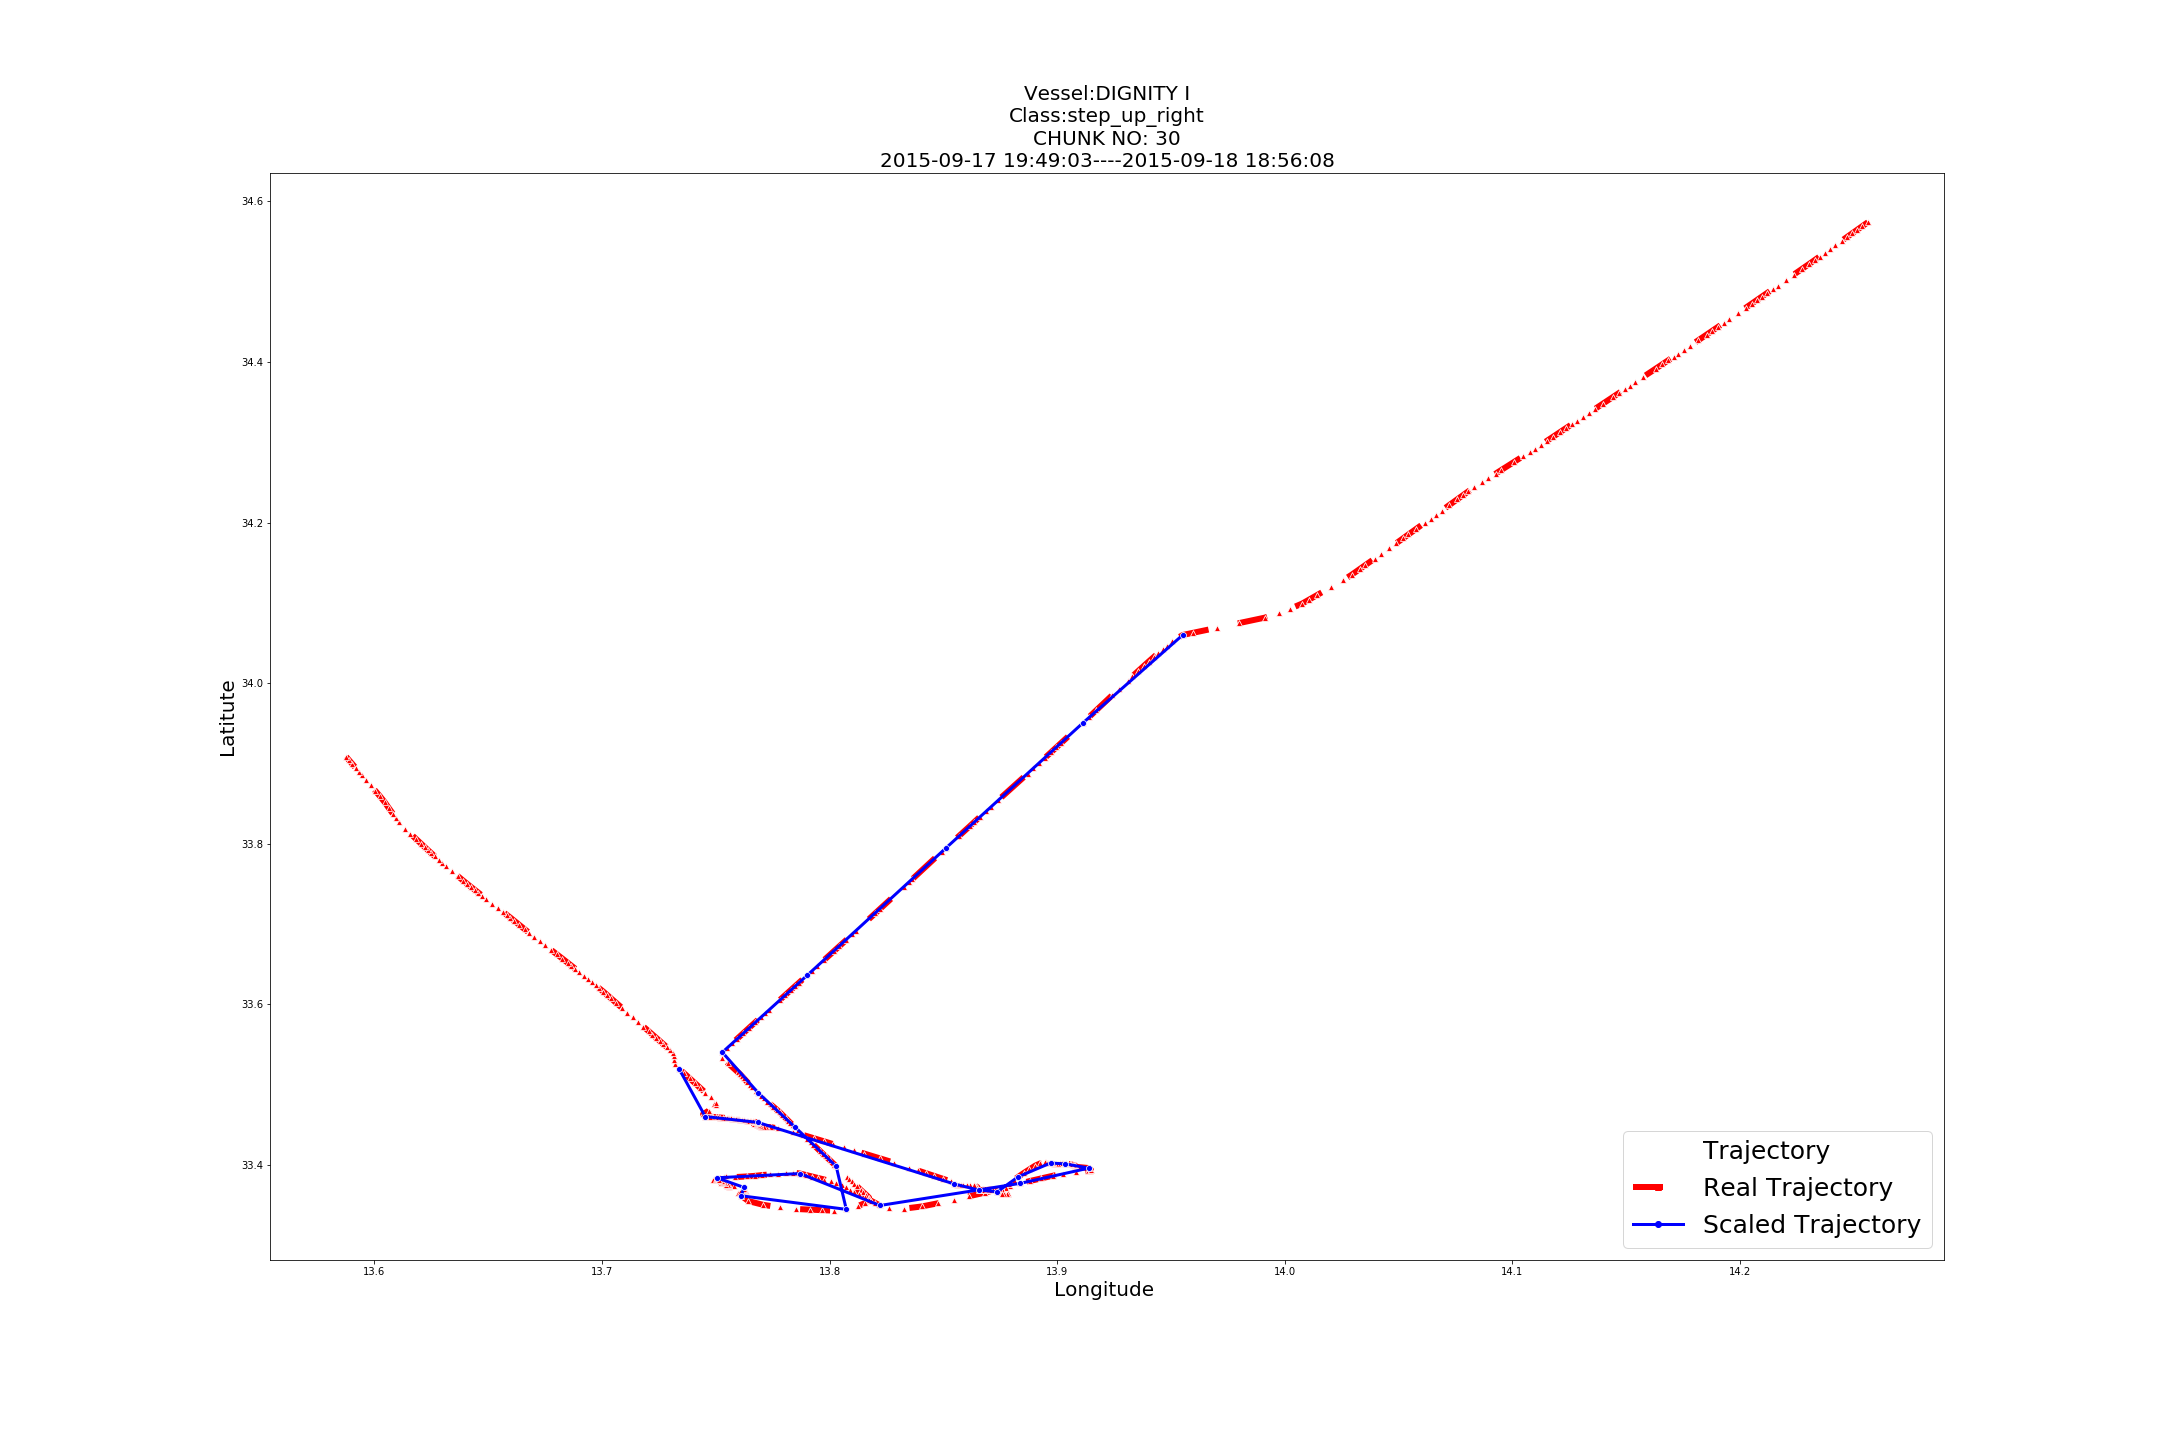 Vessel:DIGNITY I
Class:step_up_right
CHUNK NO: 30
2015-09-17 19:49:03----2015-09-18 18:56:08
34.6
34.4
34.2
34.0
33.8
33.6
33.4
Latitute
13.6 13.7 13.8 13.9 14.0 14.1 14.2
Longitude
Trajectory
Real Trajectory
Scaled Trajectory